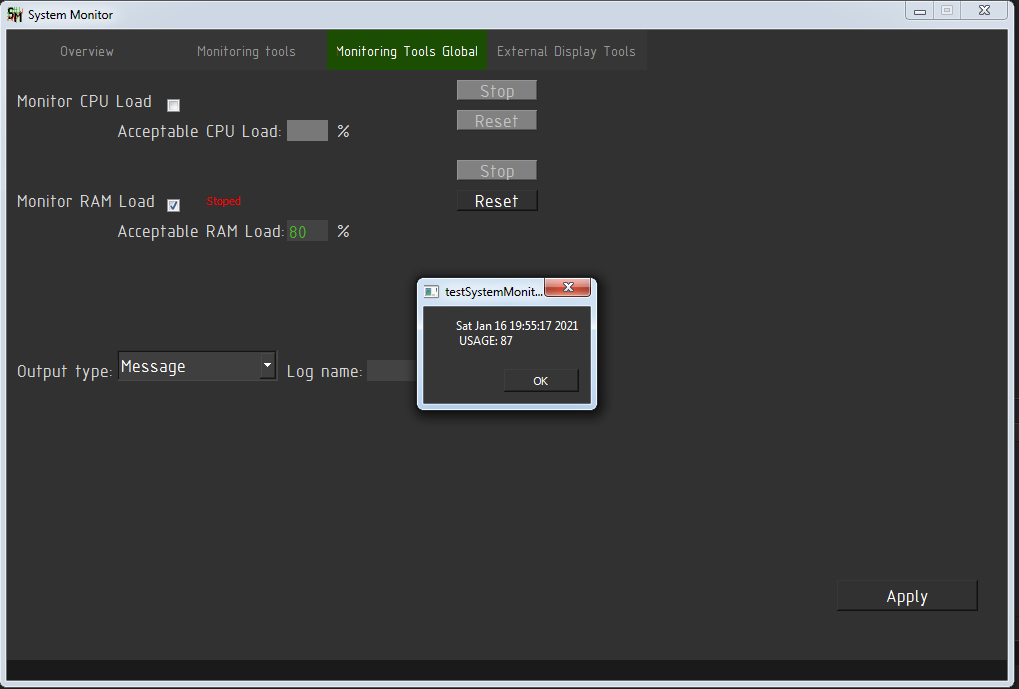 SM System Monitor
Overview Monitoring tools Monitoring Tools Global External Display Tools
Monitor CPU Load Stop
Acceptable CPU Load: % Reset
Stop
Monitor RAM Load Stoped Reset
Acceptable RAM Load: 80 %
testSystemMonit...
Sat Jan 16 19:55:17 2021
USAGE: 87
OK
Output type: Message Log name:
Apply